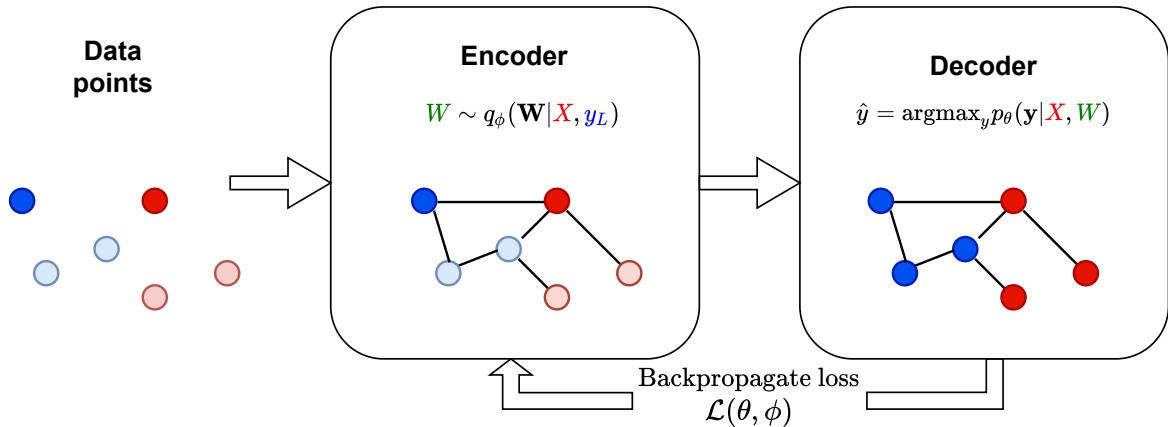 Data
points
Encoder
W ∼ q_ϕ(𝐖|X, y_L)
Decoder
ŷ = argmax_y p_θ(𝐲|X, W)
Backpropagate loss
ℒ(θ, ϕ)